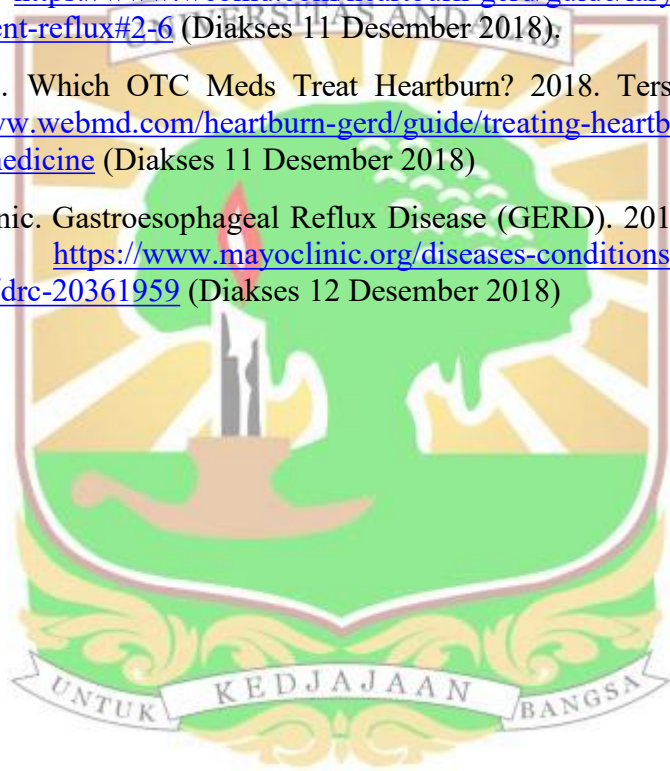 ent-reflux#2-6 (Diakses 11 Desember 2018).
. Which OTC Meds Treat Heartburn? 2018. Ters
ww.webmd.com/heartburn-gerd/guide/treating-heartb
nedicine (Diakses 11 Desember 2018)
nic. Gastroesophageal Reflux Disease (GERD). 201
https://www.mayoclinic.org/diseases-conditions
/drc-20361959 (Diakses 12 Desember 2018)
UNTUK KEDJAJAAN BANGSA